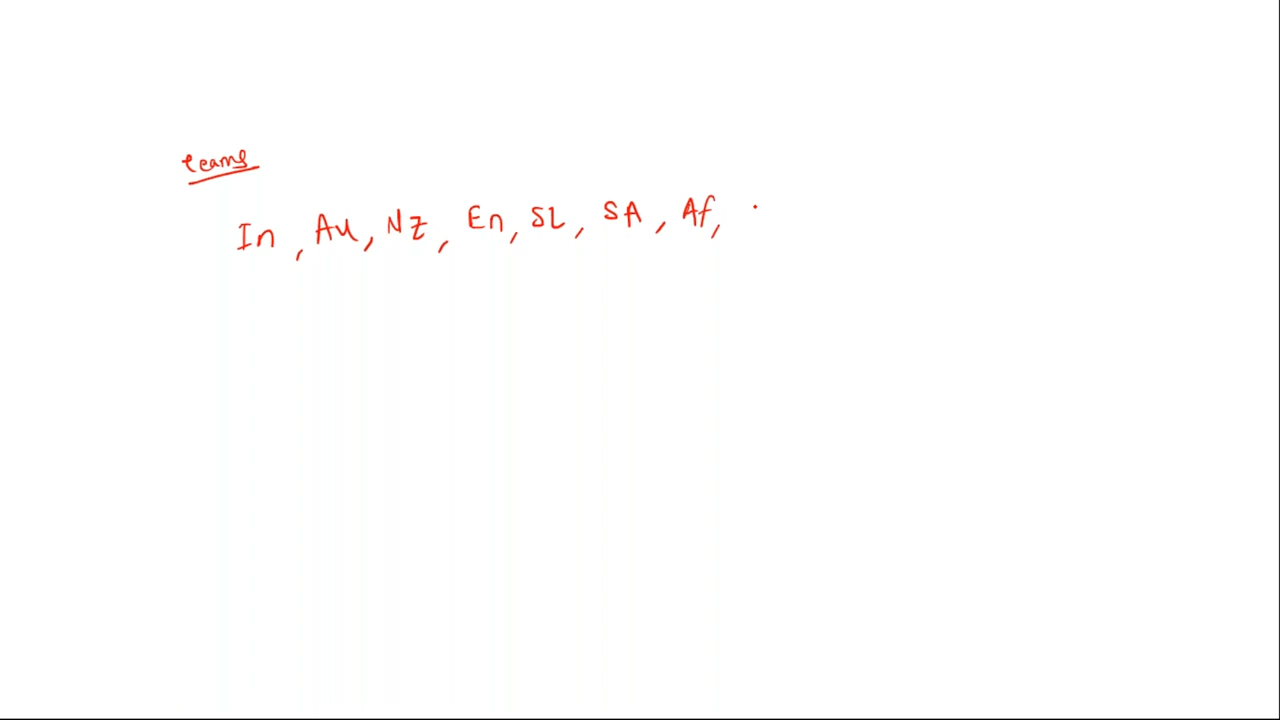 teams
In, Au, NZ, En, SL, SA, Af,